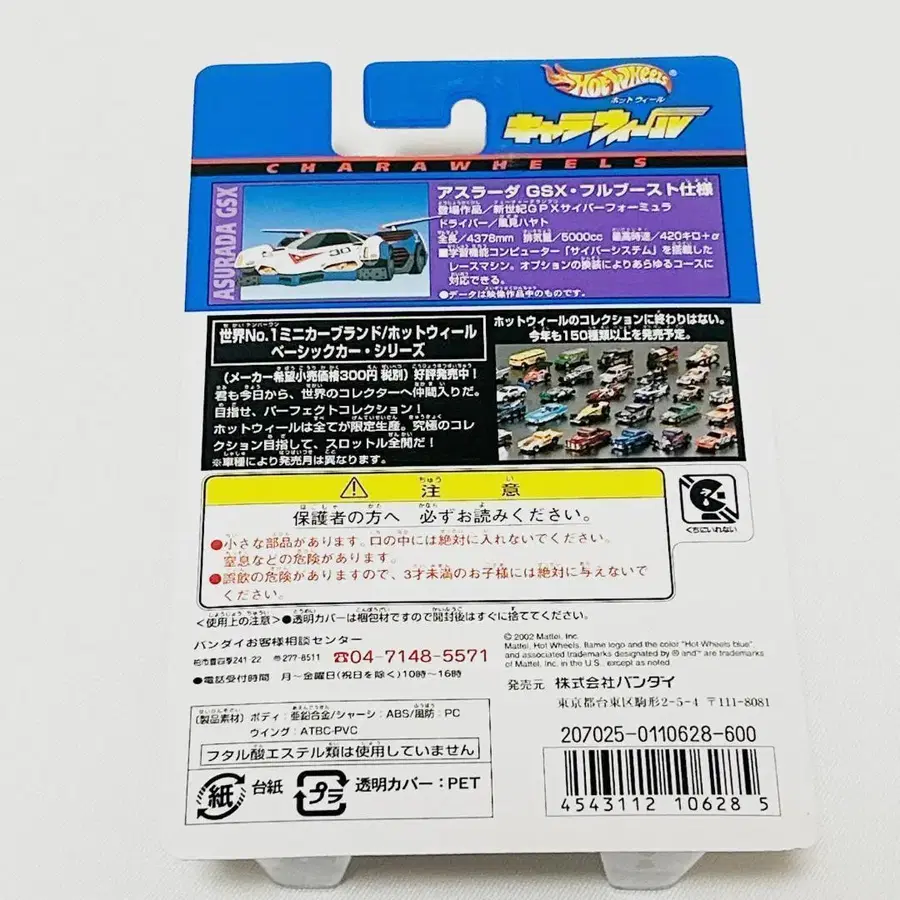 HOT WHEELS®
ホットウィール
キャラウィール
CHARAWHEELS
ASURADA GSX
30
アスラーダ GSX・フルブースト仕様
登場作品/新世紀GPXサイバーフォーミュラ
ドライバー/風見ハヤト
全長/4378mm 排気量/5000cc 最高時速/420キロ+α
■学習機能コンピューター「サイバーシステム」を搭載した
レースマシン。オプションの換装によりあらゆるコースに
対応できる。
●データは映像作品中のものです。
世界No.1ミニカーブランド/ホットウィール
ベーシックカー・シリーズ
(メーカー希望小売価格300円 税別)好評発売中!
君も今日から、世界のコレクターへ仲間入りだ。
目指せ、パーフェクトコレクション!
ホットウィールは全てが限定生産。究極のコレ
クション目指して、スロットル全開だ!
※車種により発売月は異なります。
ホットウィールのコレクションに終わりはない。
今年も150種類以上を発売予定。
注意
保護者の方へ 必ずお読みください。
●小さな部品があります。口の中には絶対に入れないでください。
窒息などの危険があります。
●誤飲の危険がありますので、3才未満のお子様には絶対に与えないで
ください。
くちにいれない
<使用上の注意>●透明カバーは梱包材ですので開封後はすぐに捨ててください。
バンダイお客様相談センター
柏市豊四季241-22 〠277-8511 ☎04-7148-5571
●電話受付時間 月~金曜日(祝日を除く)10時~16時
© 2002 Mattel, Inc.
Mattel, Hot Wheels, flame logo and the color "Hot Wheels blue",
and associated trademarks designated by ® and™ are trademarks
of Mattel, Inc. in the U.S., except as noted.
発売元 株式会社バンダイ
東京都台東区駒形2-5-4 〒111-8081
207025-0110628-600
4543112 10628 5
〔製品素材〕ボディ:亜鉛合金/シャーシ:ABS/風防:PC
ウイング:ATBC-PVC
フタル酸エステル類は使用していません
紙 台紙 プラ 透明カバー:PET